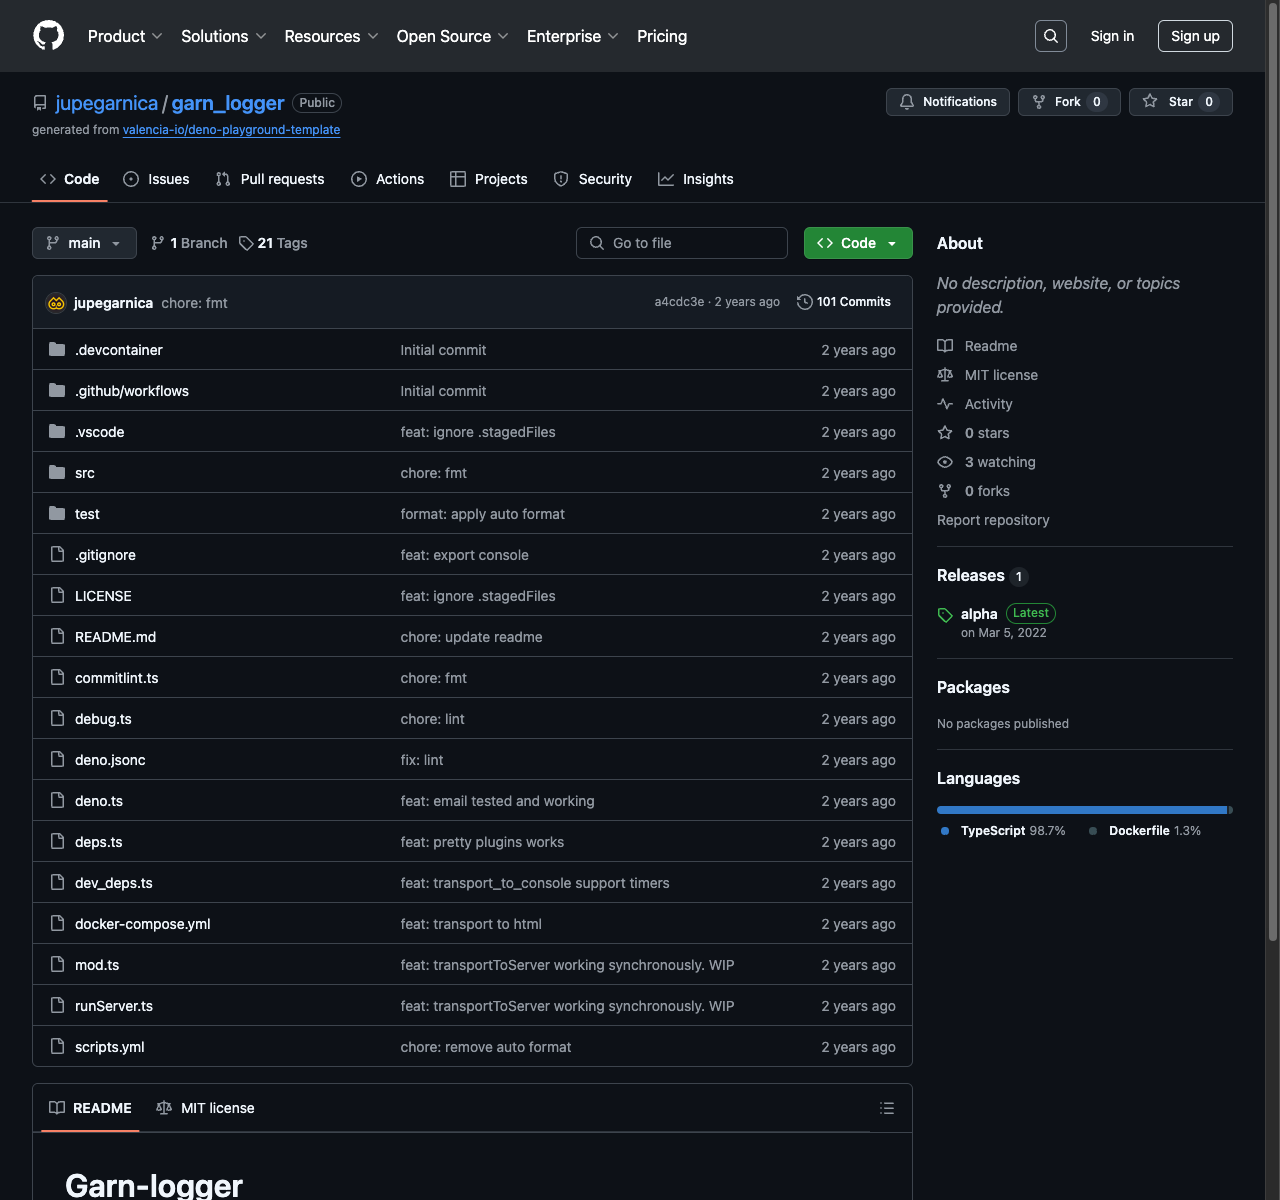 Product Solutions Resources Open Source Enterprise Pricing Sign in Sign up
jupegarnica / garn_logger Public Notifications Fork 0 Star 0
generated from valencia-io/deno-playground-template
Code Issues Pull requests Actions Projects Security Insights
main 1 Branch 21 Tags Go to file Code
jupegarnica chore: fmt a4cdc3e · 2 years ago 101 Commits
.devcontainer Initial commit 2 years ago
.github/workflows Initial commit 2 years ago
.vscode feat: ignore .stagedFiles 2 years ago
src chore: fmt 2 years ago
test format: apply auto format 2 years ago
.gitignore feat: export console 2 years ago
LICENSE feat: ignore .stagedFiles 2 years ago
README.md chore: update readme 2 years ago
commitlint.ts chore: fmt 2 years ago
debug.ts chore: lint 2 years ago
deno.jsonc fix: lint 2 years ago
deno.ts feat: email tested and working 2 years ago
deps.ts feat: pretty plugins works 2 years ago
dev_deps.ts feat: transport_to_console support timers 2 years ago
docker-compose.yml feat: transport to html 2 years ago
mod.ts feat: transportToServer working synchronously. WIP 2 years ago
runServer.ts feat: transportToServer working synchronously. WIP 2 years ago
scripts.yml chore: remove auto format 2 years ago
README MIT license
Garn-logger
About
No description, website, or topics
provided.
Readme
MIT license
Activity
0 stars
3 watching
0 forks
Report repository
Releases 1
alpha Latest
on Mar 5, 2022
Packages
No packages published
Languages
TypeScript 98.7% Dockerfile 1.3%